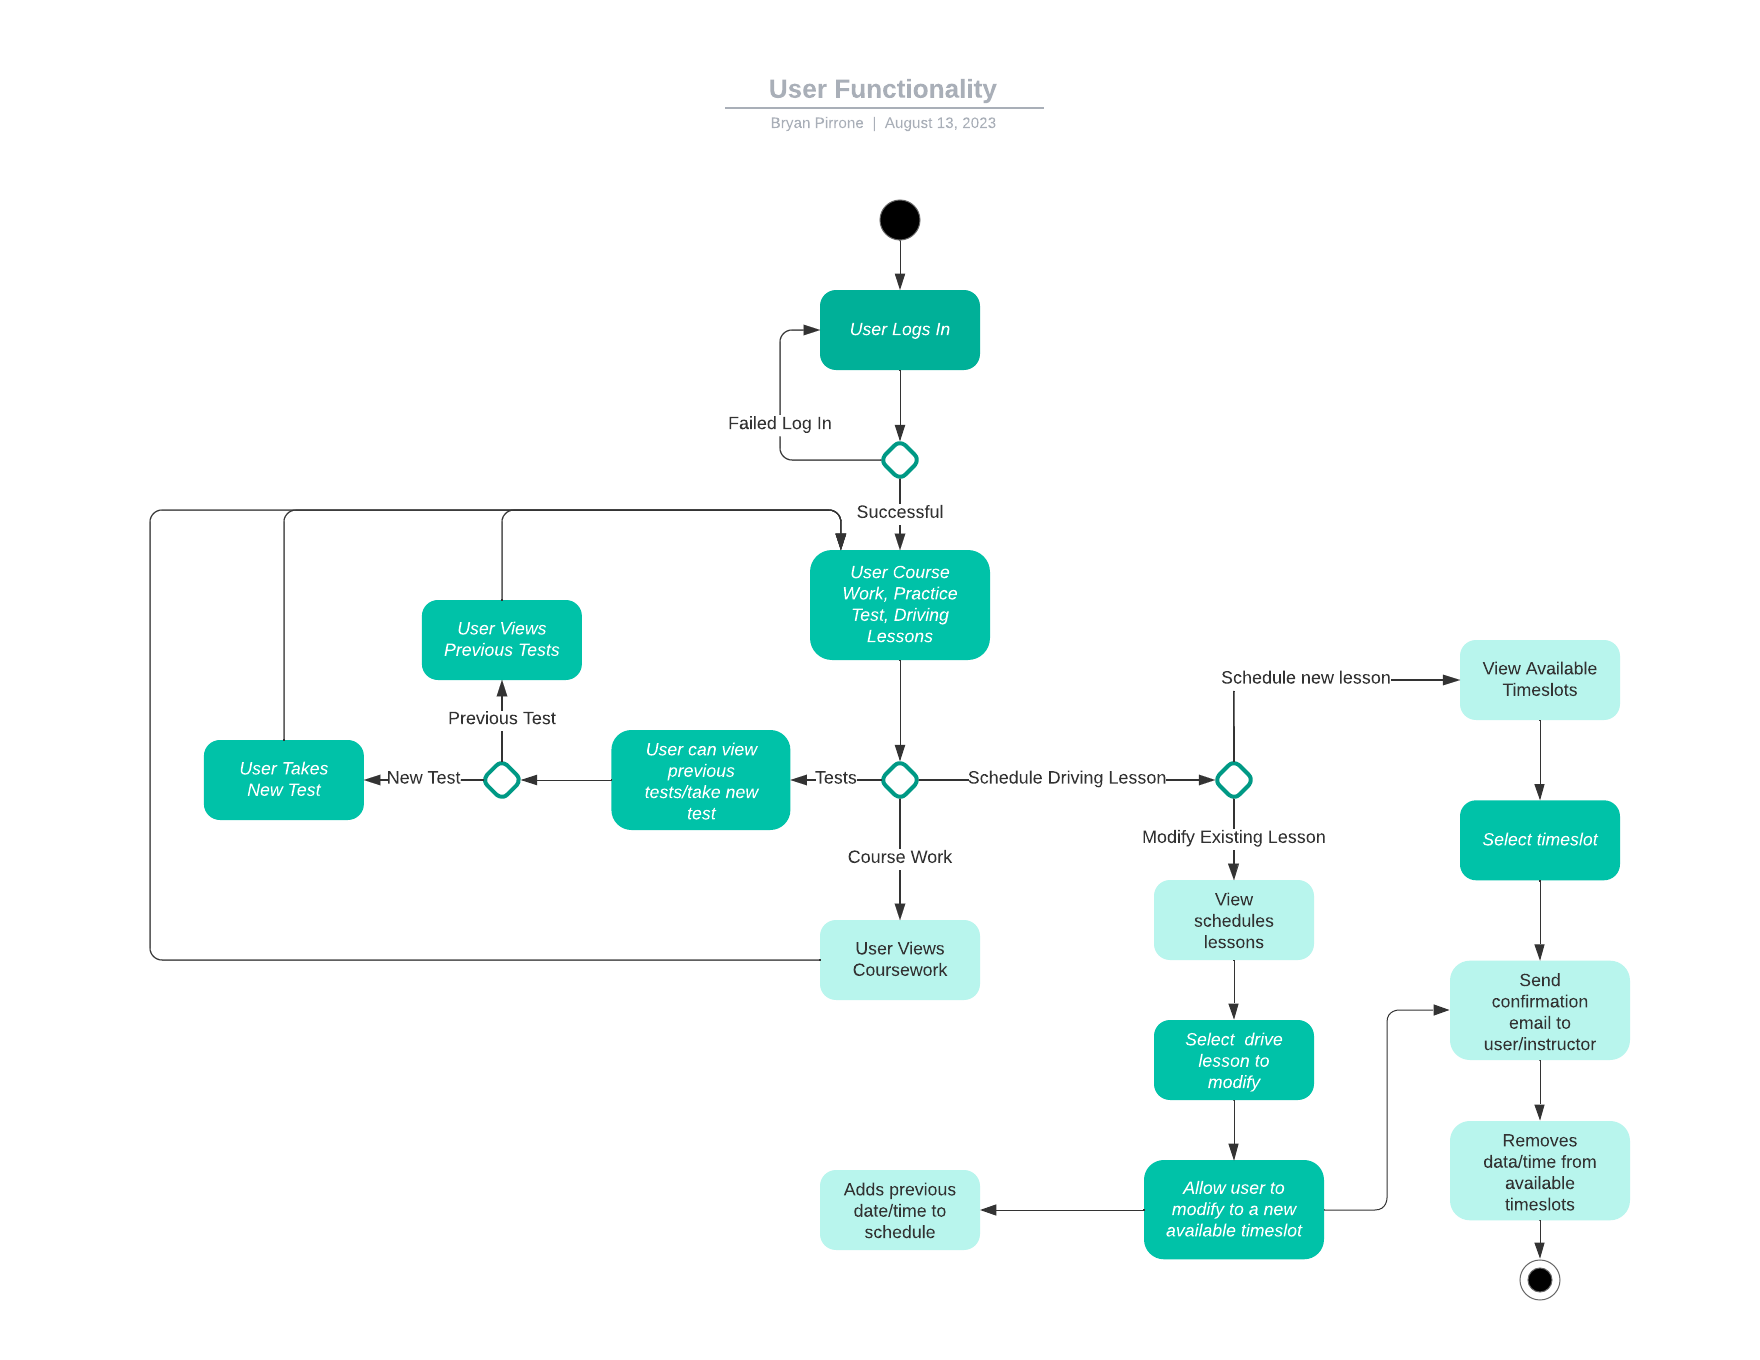 User Functionality
Bryan Pirrone | August 13, 2023
User Logs In
Failed Log In
Successful
User Course
Work, Practice
Test, Driving
Lessons
User Views
Previous Tests
Previous Test
User Takes
New Test
New Test
User can view
previous
tests/take new
test
Tests
Schedule Driving Lesson
Course Work
User Views
Coursework
Schedule new lesson
View Available
Timeslots
Select timeslot
Modify Existing Lesson
View
schedules
lessons
Select  drive
lesson to
modify
Allow user to
modify to a new
available timeslot
Adds previous
date/time to
schedule
Send
confirmation
email to
user/instructor
Removes
data/time from
available
timeslots